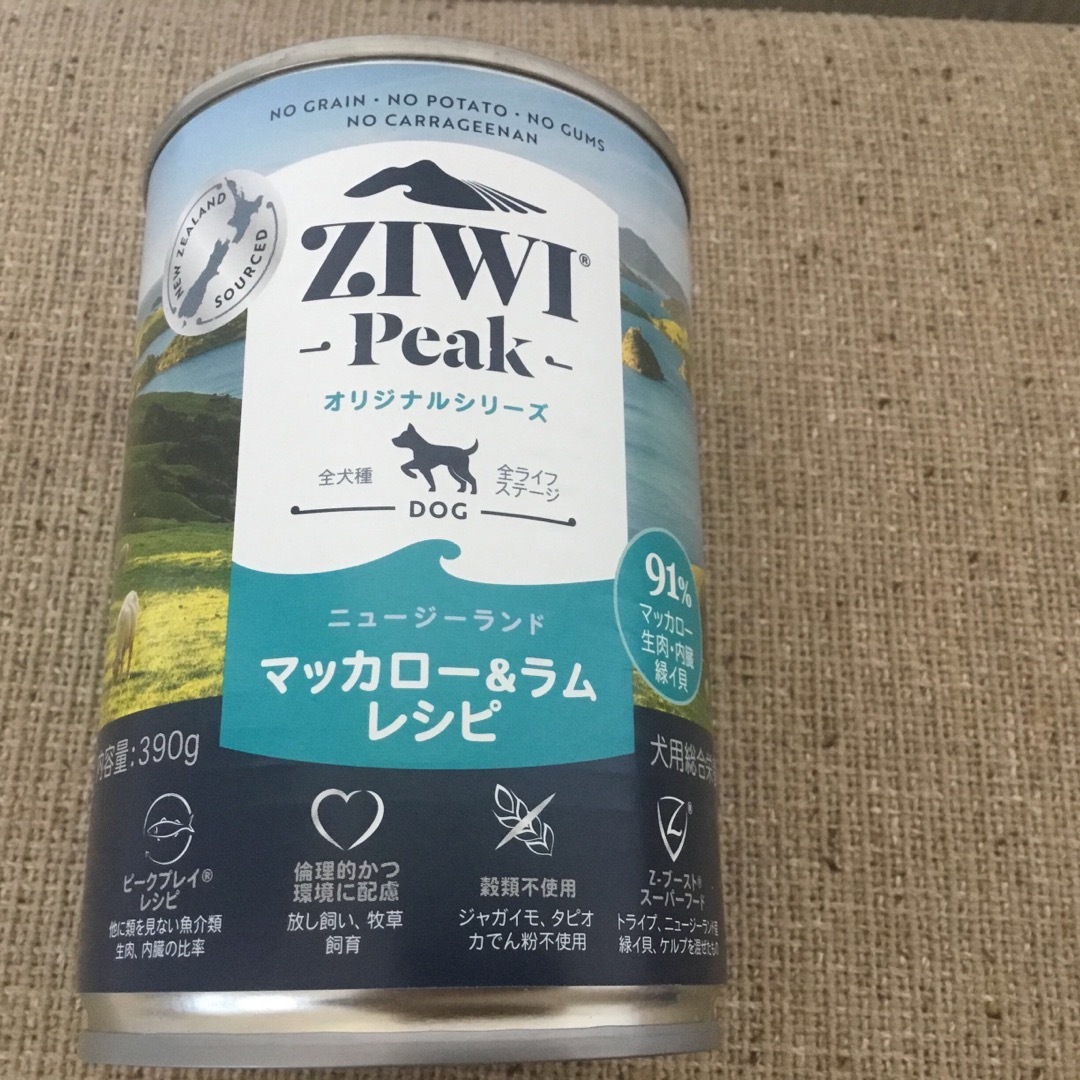 NO GRAIN · NO POTATO · NO GUMS
NO CARRAGEENAN
NEW ZEALAND
SOURCED
ZIWI®
Peak
オリジナルシリーズ
全犬種
全ライフ
ステージ
DOG
91%
マッカロー
生肉・内臓
緑イ貝
ニュージーランド
マッカロー&ラム
レシピ
内容量:390g
犬用総合栄
ピークプレイ®
レシピ
他に類を見ない魚介類
生肉、内臓の比率
倫理的かつ
環境に配慮
放し飼い、牧草
飼育
穀類不使用
ジャガイモ、タピオ
カでん粉不使用
Z ®
Z-ブースト®
スーパーフード
トライプ、ニュージーランド産
緑イ貝、ケルプを混ぜたもの